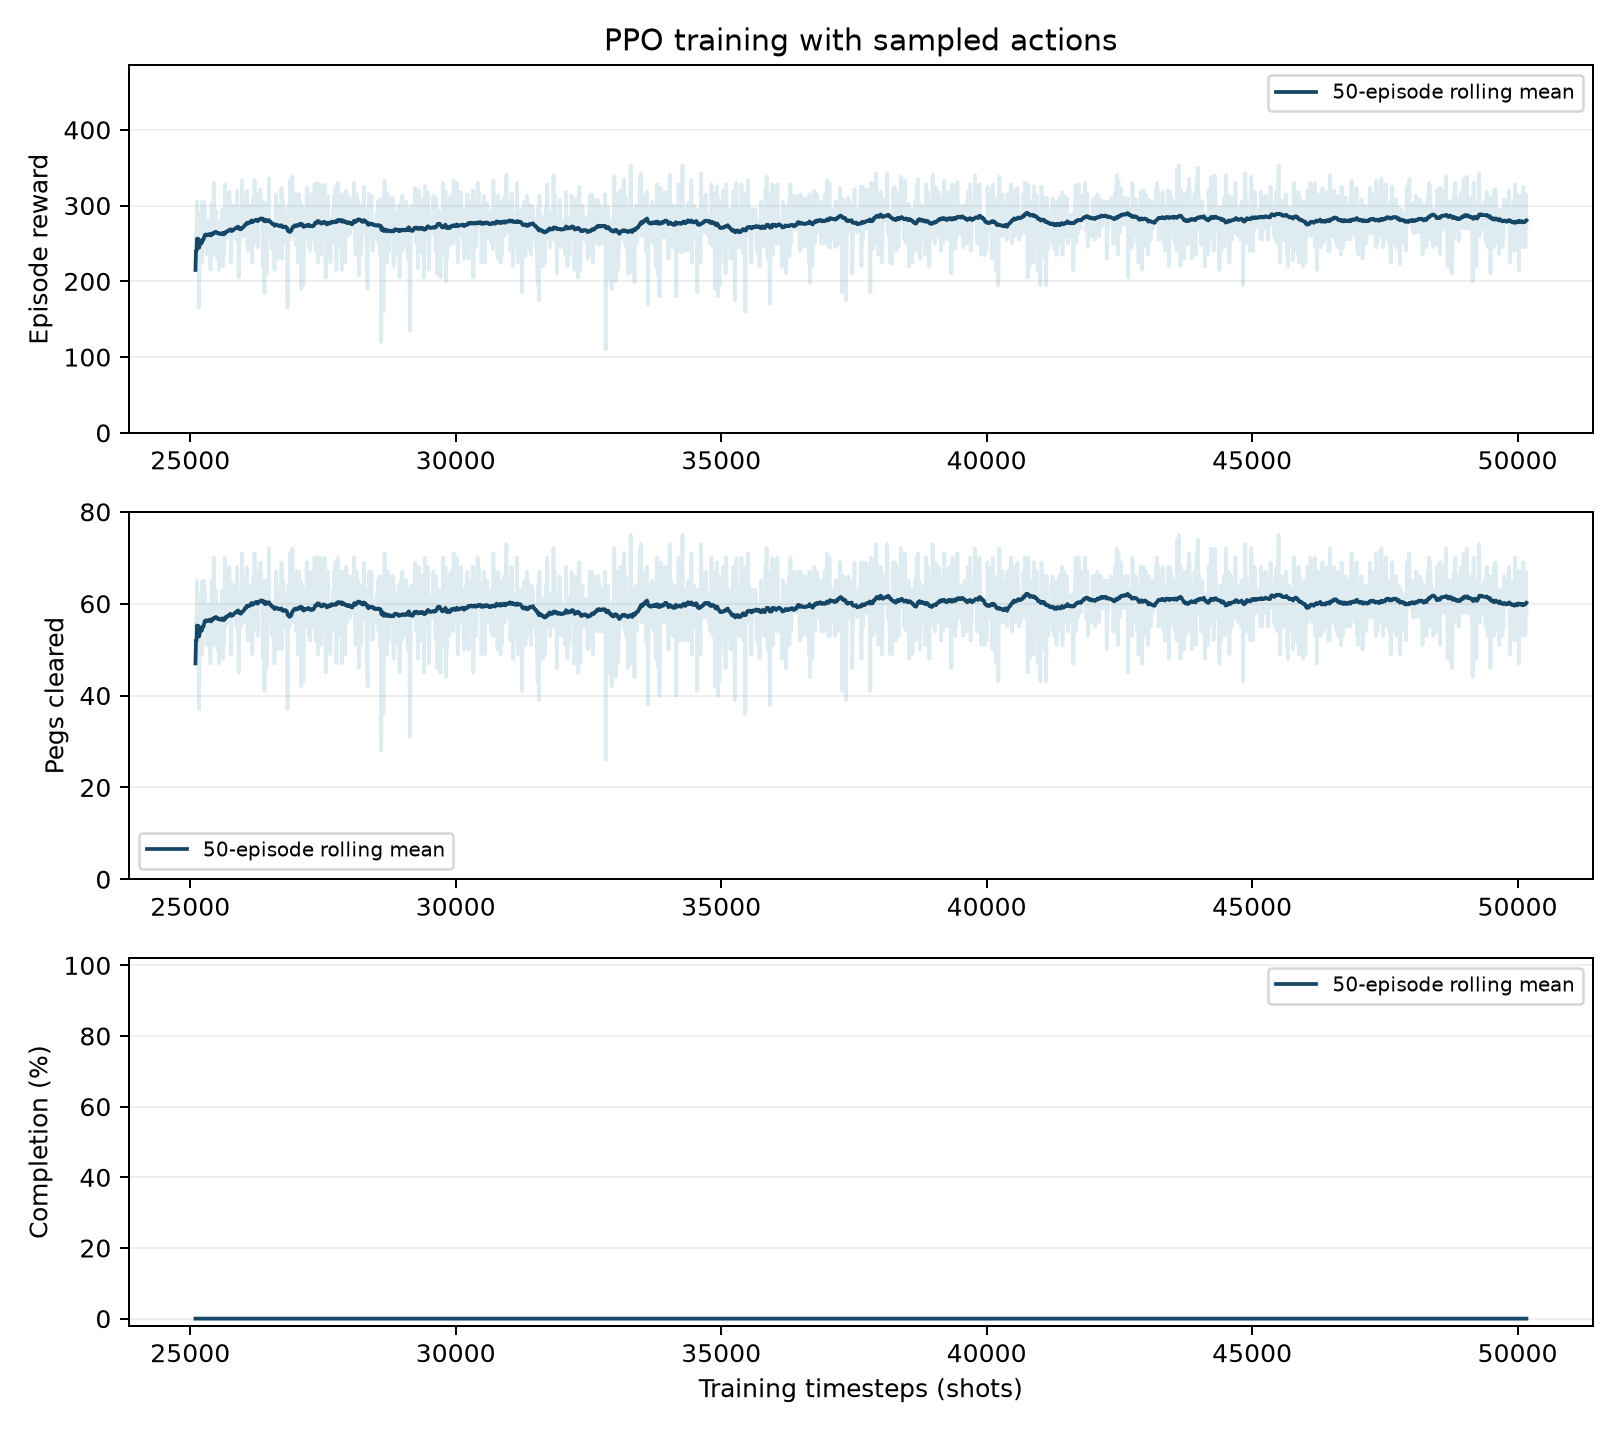 PPO training with sampled actions
50-episode rolling mean
Episode reward
400
300
200
100
0
25000 30000 35000 40000 45000 50000
Pegs cleared
80
60
40
20
0
50-episode rolling mean
25000 30000 35000 40000 45000 50000
Completion (%)
100
80
60
40
20
0
50-episode rolling mean
25000 30000 35000 40000 45000 50000
Training timesteps (shots)